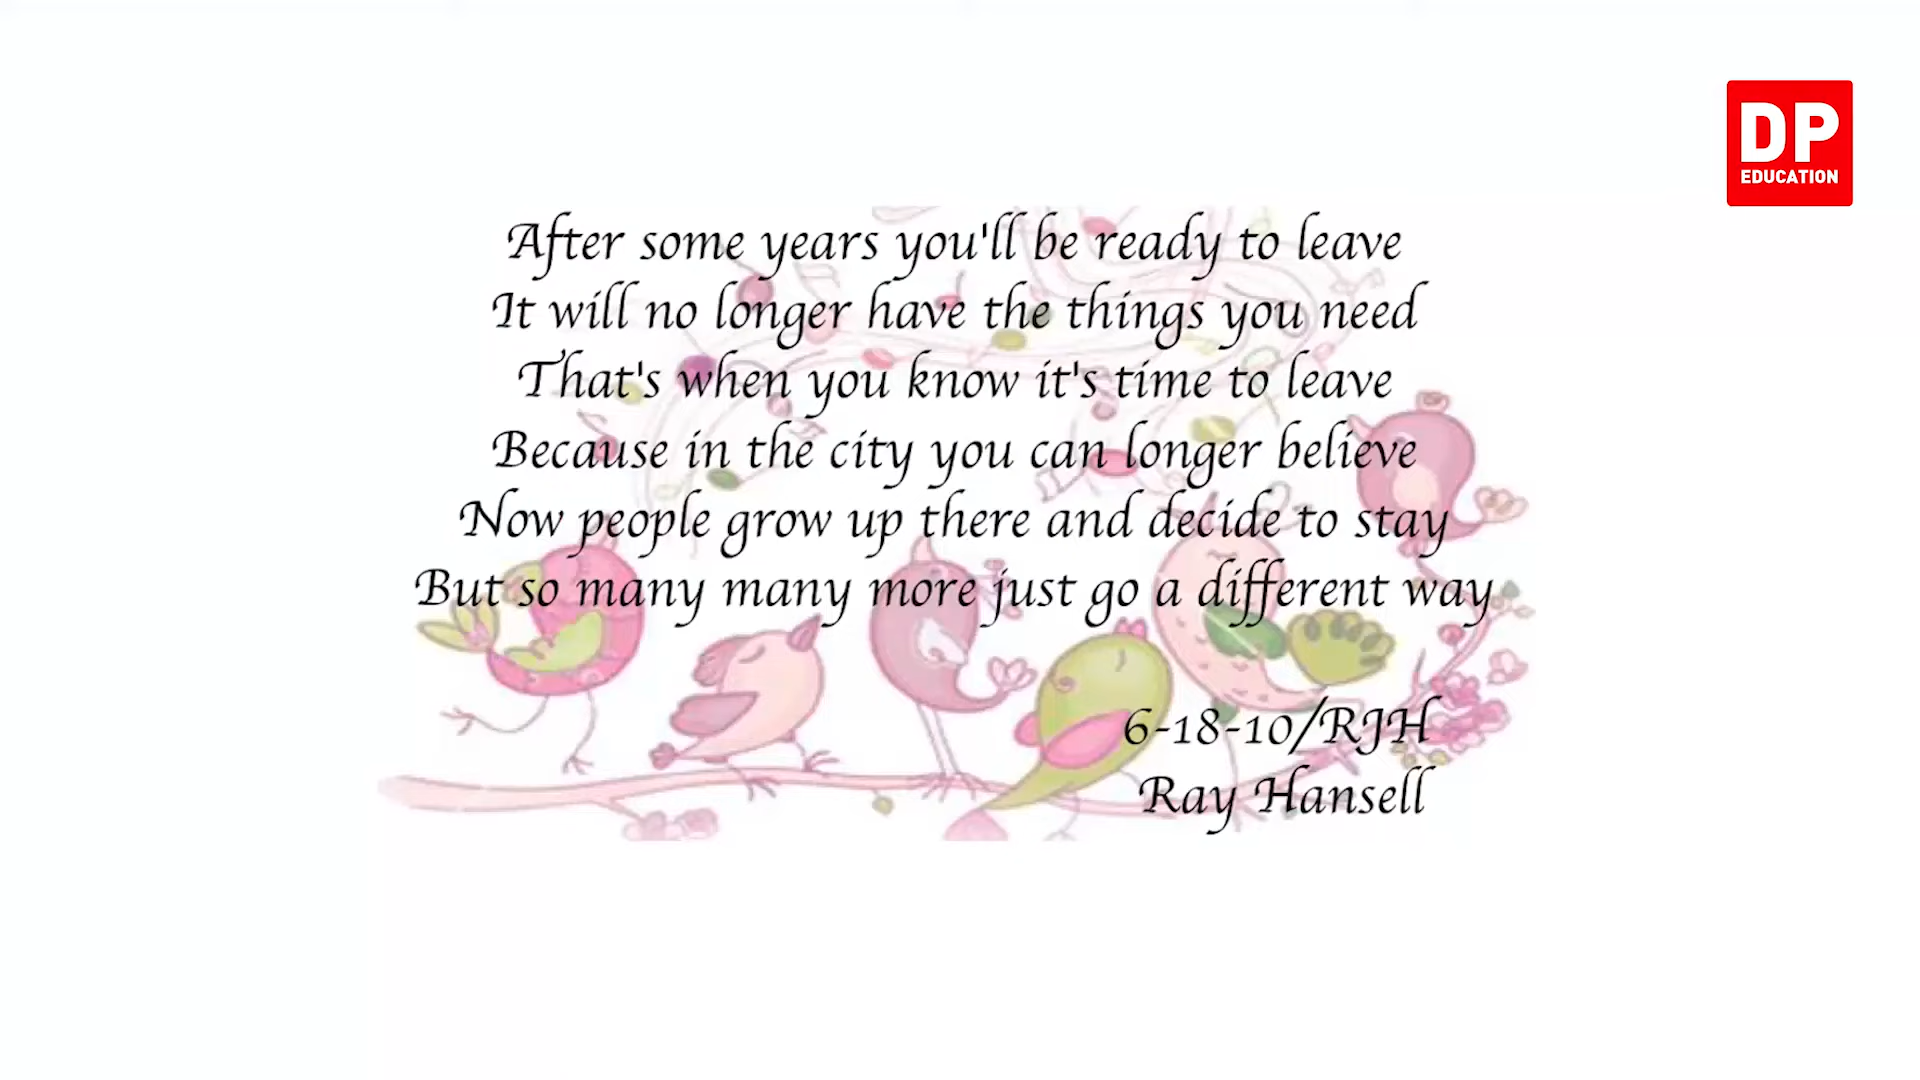 DP
EDUCATION
After some years you'll be ready to leave
It will no longer have the things you need
That's when you know it's time to leave
Because in the city you can longer believe
Now people grow up there and decide to stay
But so many many more just go a different way
6-18-10/RJH
Ray Hansell